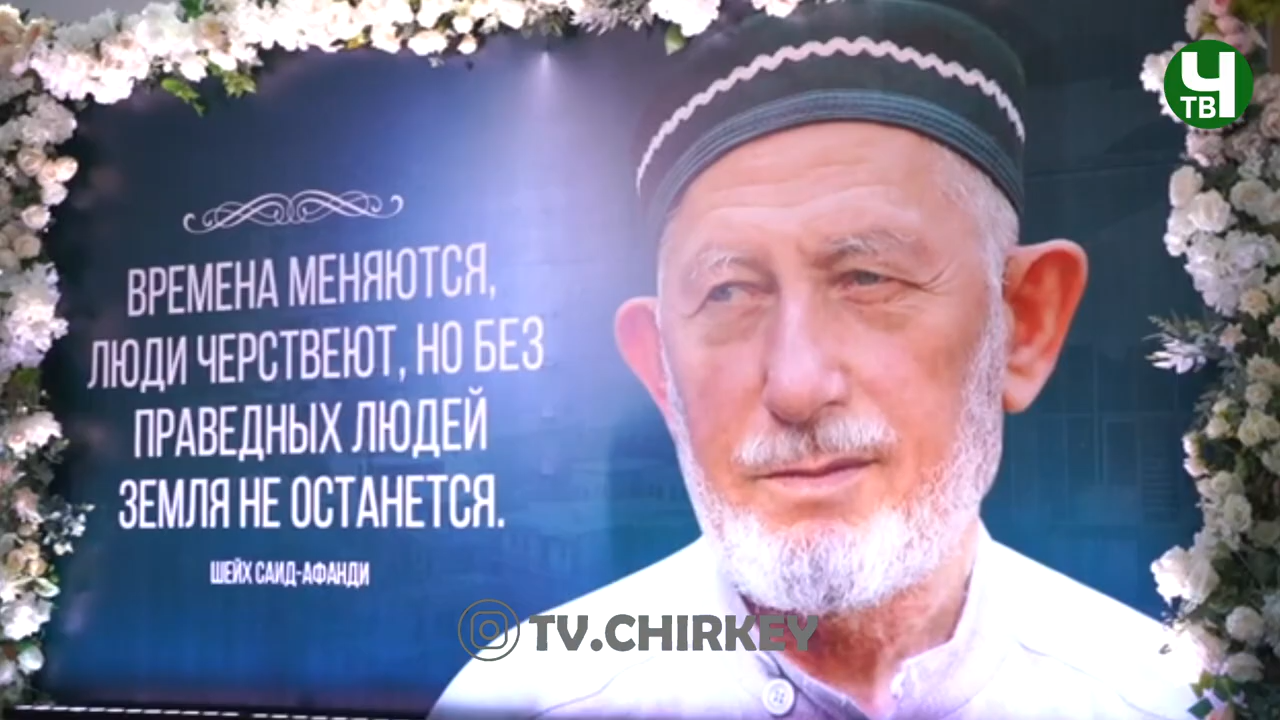 Ч
ТВ
ВРЕМЕНА МЕНЯЮТСЯ,
ЛЮДИ ЧЕРСТВЕЮТ, НО БЕЗ
ПРАВЕДНЫХ ЛЮДЕЙ
ЗЕМЛЯ НЕ ОСТАНЕТСЯ.
ШЕЙХ САИД-АФАНДИ
TV.CHIRKEY